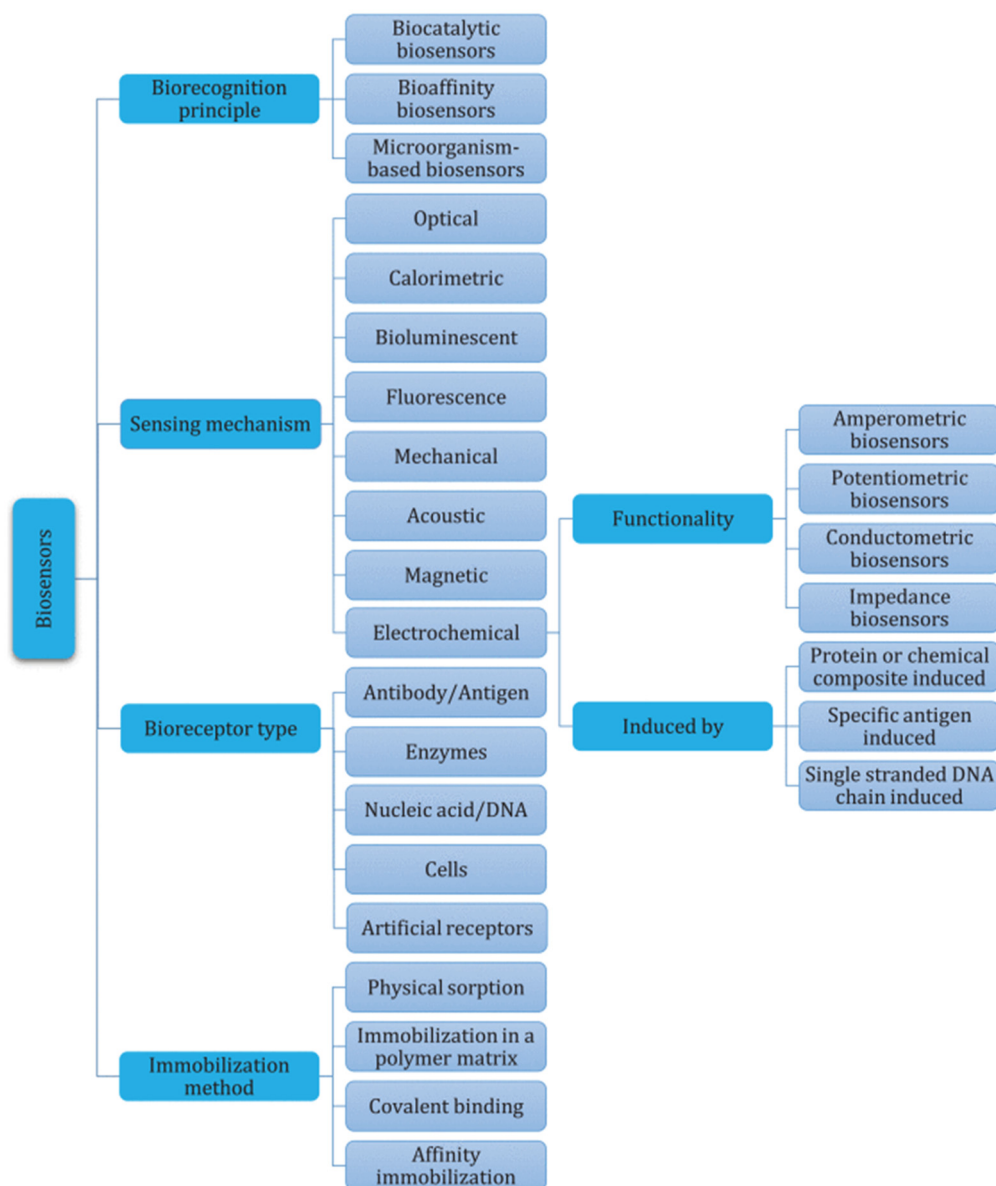 Biosensors
Biorecognition
principle
Biocatalytic
biosensors
Bioaffinity
biosensors
Microorganism-
based biosensors
Sensing mechanism
Optical
Calorimetric
Bioluminescent
Fluorescence
Mechanical
Acoustic
Magnetic
Electrochemical
Functionality
Amperometric
biosensors
Potentiometric
biosensors
Conductometric
biosensors
Impedance
biosensors
Induced by
Protein or chemical
composite induced
Specific antigen
induced
Single stranded DNA
chain induced
Bioreceptor type
Antibody/Antigen
Enzymes
Nucleic acid/DNA
Cells
Artificial receptors
Immobilization
method
Physical sorption
Immobilization in a
polymer matrix
Covalent binding
Affinity
immobilization